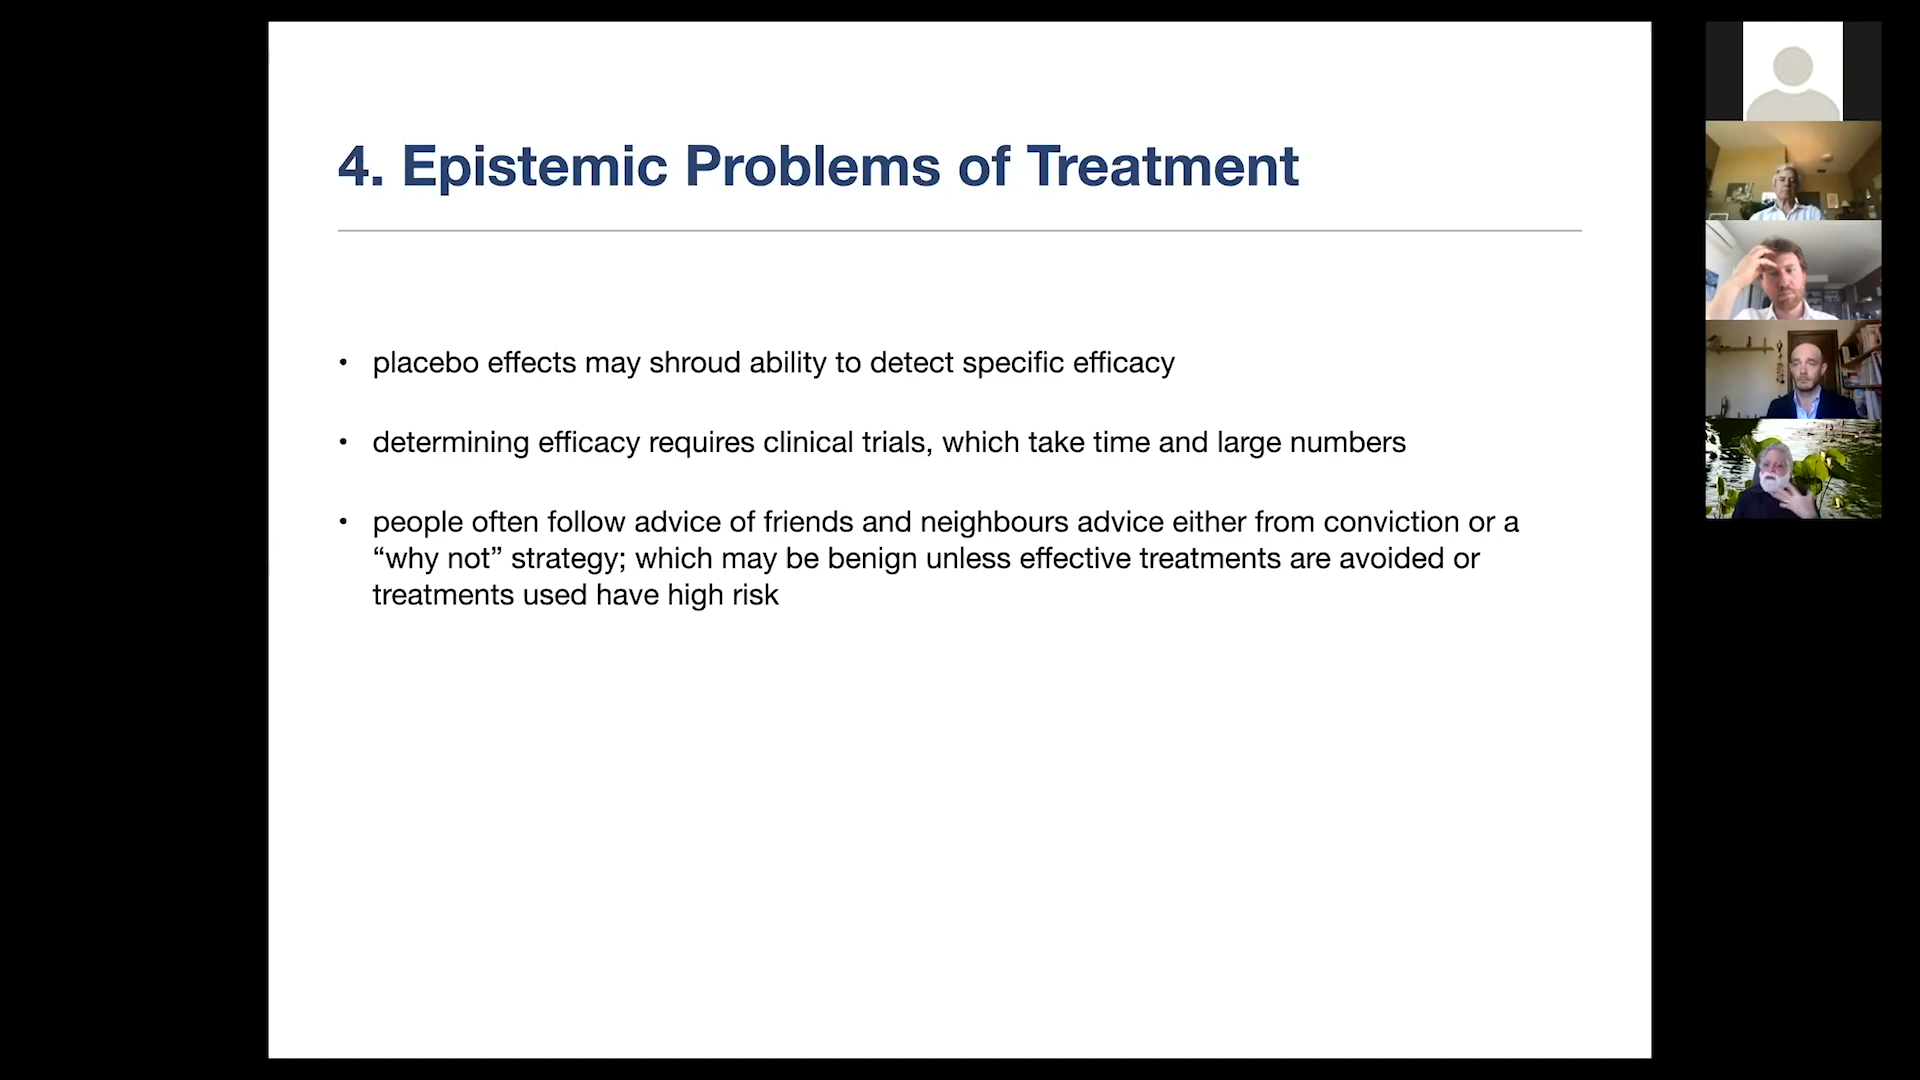 4. Epistemic Problems of Treatment
• placebo effects may shroud ability to detect specific efficacy
• determining efficacy requires clinical trials, which take time and large numbers
• people often follow advice of friends and neighbours advice either from conviction or a
“why not” strategy; which may be benign unless effective treatments are avoided or
treatments used have high risk